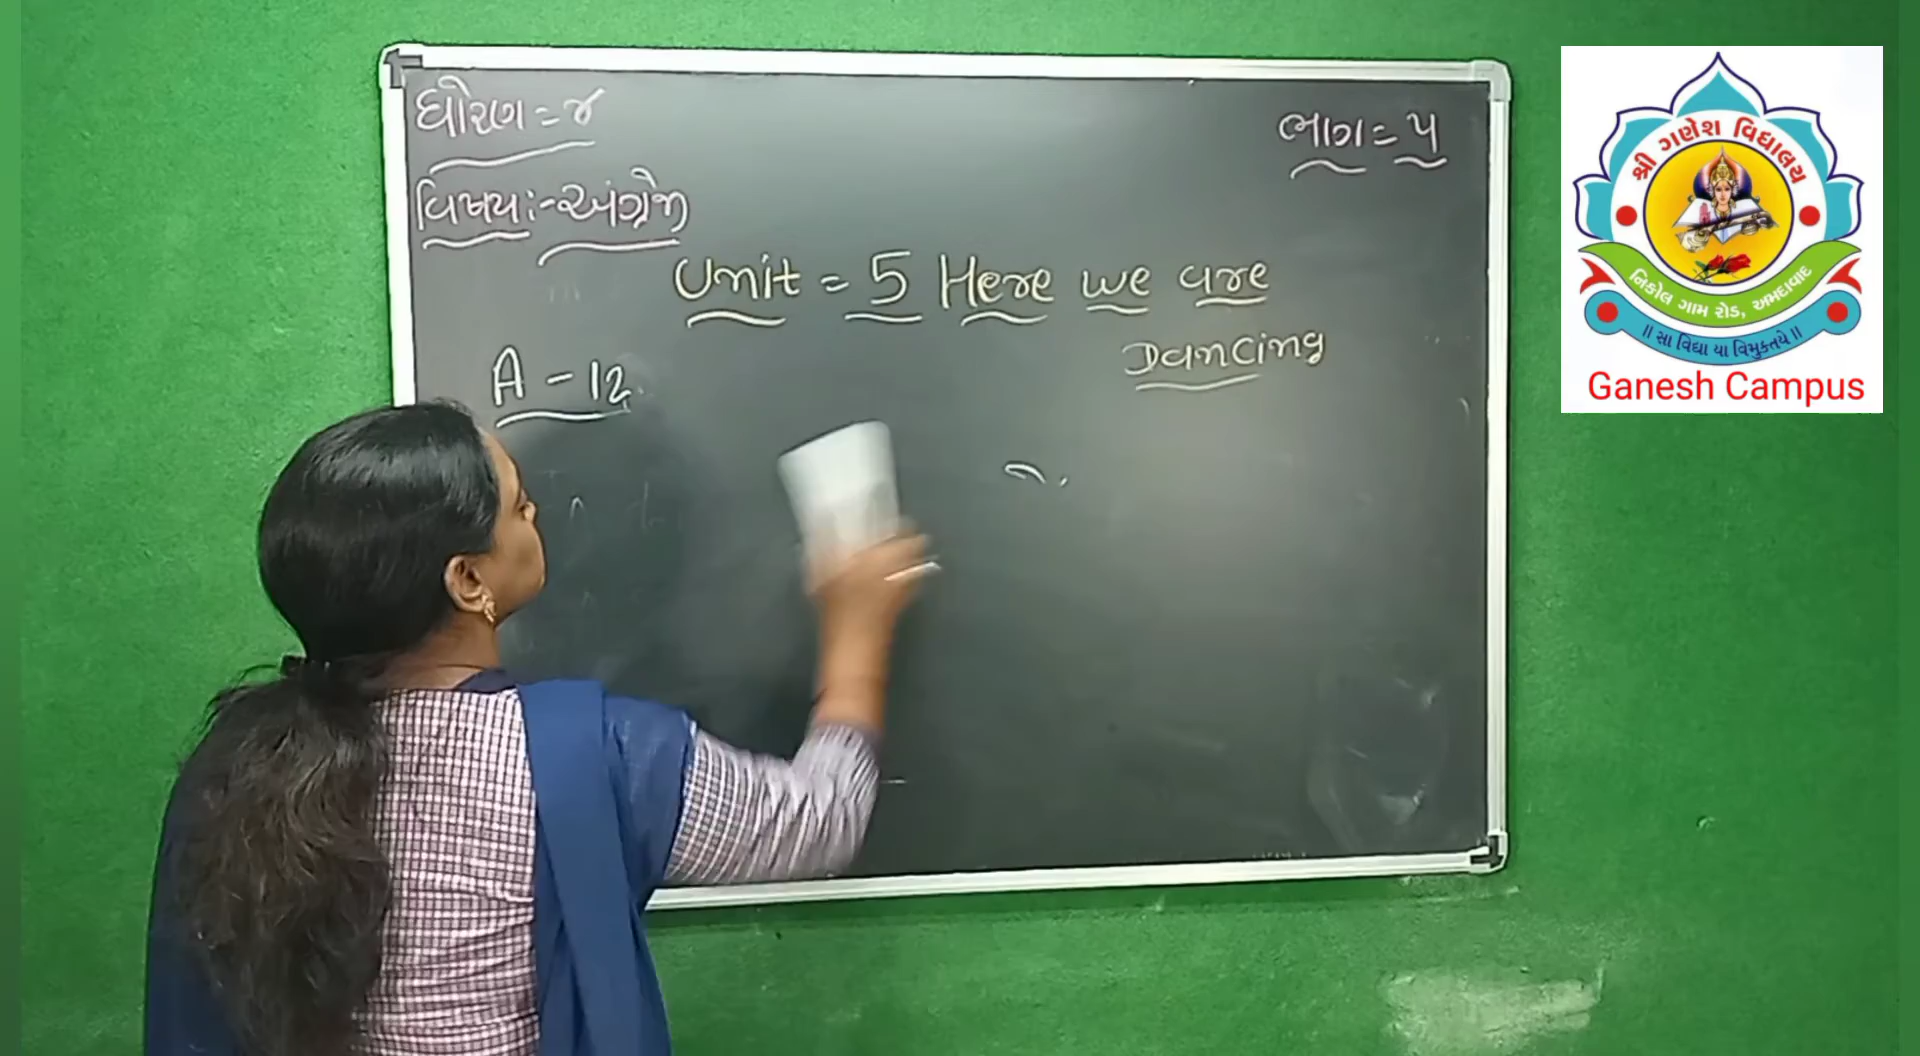 ધોરણ = ૪
ભાગ = ૫
વિષય :- અંગ્રેજી
Unit = 5 Here we are
Dancing
A - 12
શ્રી ગણેશ વિદ્યાલય
નિકોલ ગામ રોડ, અમદાવાદ
॥ સા વિદ્યા યા વિમુક્તયે ॥
Ganesh Campus